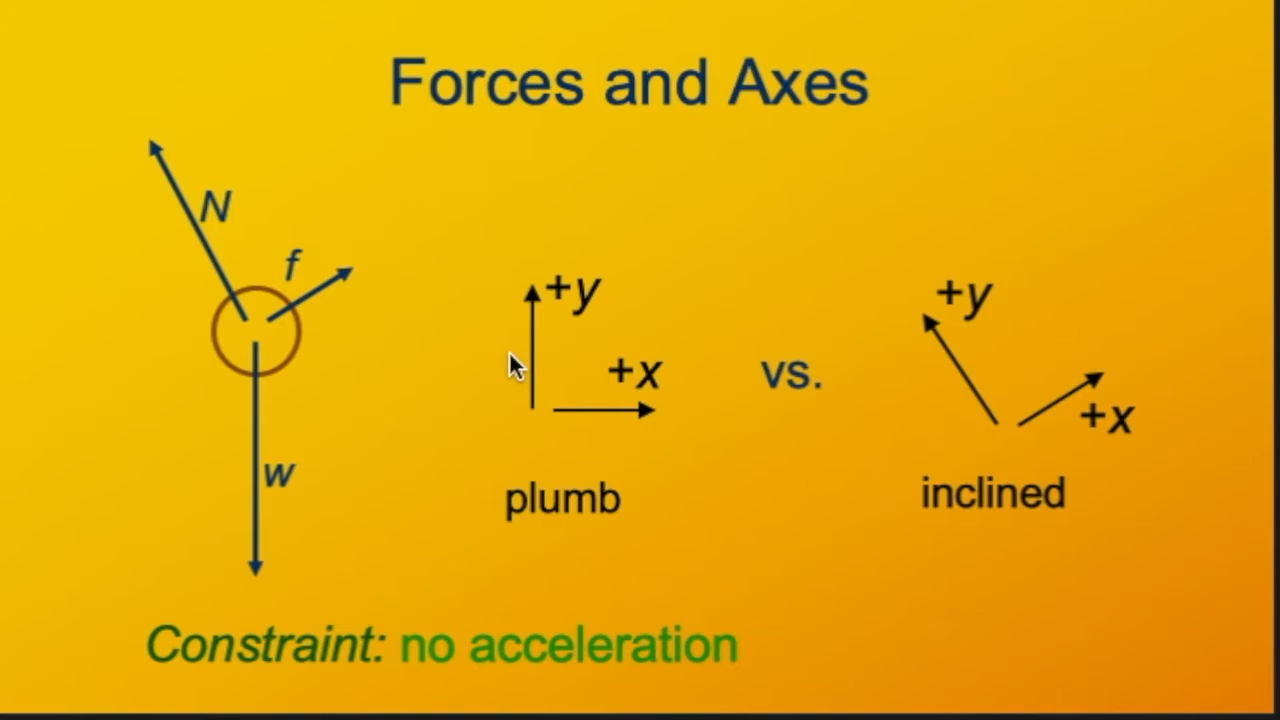 Forces and Axes
N
f
w
+y
+x
plumb
vs.
+y
+x
inclined
Constraint: no acceleration